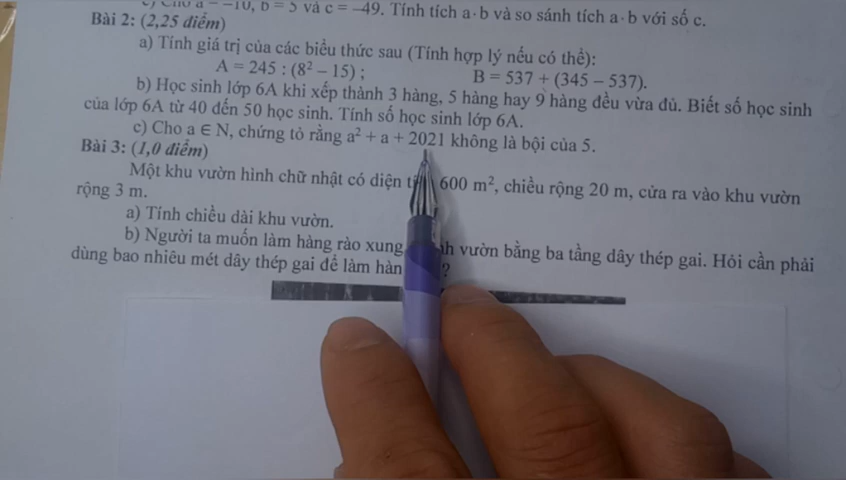 b = 5 và c = –49. Tính tích a·b và so sánh tích a·b với số c.
Bài 2: (2,25 điểm)
a) Tính giá trị của các biểu thức sau (Tính hợp lý nếu có thể):
A = 245 : (8² – 15) ; B = 537 + (345 – 537).
b) Học sinh lớp 6A khi xếp thành 3 hàng, 5 hàng hay 9 hàng đều vừa đủ. Biết số học sinh
của lớp 6A từ 40 đến 50 học sinh. Tính số học sinh lớp 6A.
c) Cho a ∈ N, chứng tỏ rằng a² + a + 2021 không là bội của 5.
Bài 3: (1,0 điểm)
Một khu vườn hình chữ nhật có diện 600 m², chiều rộng 20 m, cửa ra vào khu vườn
rộng 3 m.
a) Tính chiều dài khu vườn.
b) Người ta muốn làm hàng rào xung vườn bằng ba tầng dây thép gai. Hỏi cần phải
dùng bao nhiêu mét dây thép gai để làm ?